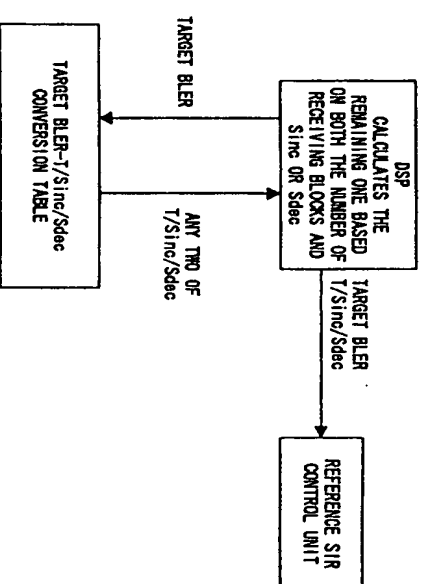 DSP
CALCULATES THE
REMAINING ONE BASED
ON BOTH THE NUMBER OF
RECEIVING BLOCKS AND
Sinc OR Sdec
TARGET BLER
T/Sinc/Sdec
REFERENCE SIR
CONTROL UNIT
TARGET BLER
ANY TWO OF
T/Sinc/Sdec
TARGET BLER-T/Sinc/Sdec
CONVERSION TABLE